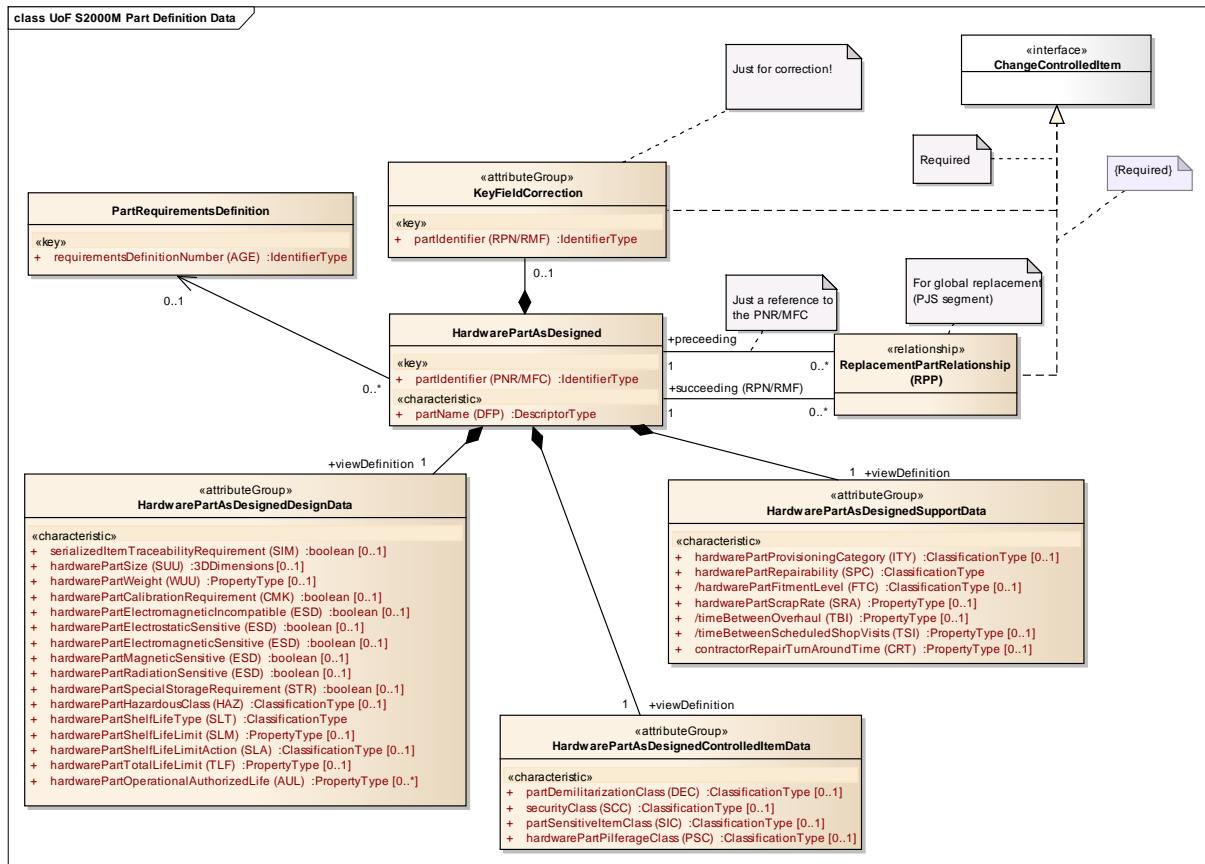 class UoF S2000M Part Definition Data
«interface»
ChangeControlledItem
Just for correction!
Required
{Required}
«attributeGroup»
KeyFieldCorrection
«key»
+ partIdentifier (RPN/RMF) :IdentifierType
PartRequirementsDefinition
«key»
+ requirementsDefinitionNumber (AGE) :IdentifierType
0..1
0..1
For global replacement
(PJS segment)
Just a reference to
the PNR/MFC
HardwarePartAsDesigned
«key»
+ partIdentifier (PNR/MFC) :IdentifierType
«characteristic»
+ partName (DFP) :DescriptorType
0..*
+preceeding
1
0..*
+succeeding (RPN/RMF)
1
0..*
«relationship»
ReplacementPartRelationship
(RPP)
+viewDefinition 1
«attributeGroup»
HardwarePartAsDesignedDesignData
«characteristic»
+ serializedItemTraceabilityRequirement (SIM) :boolean [0..1]
+ hardwarePartSize (SUU) :3DDimensions [0..1]
+ hardwarePartWeight (WUU) :PropertyType [0..1]
+ hardwarePartCalibrationRequirement (CMK) :boolean [0..1]
+ hardwarePartElectromagneticIncompatible (ESD) :boolean [0..1]
+ hardwarePartElectrostaticSensitive (ESD) :boolean [0..1]
+ hardwarePartElectromagneticSensitive (ESD) :boolean [0..1]
+ hardwarePartMagneticSensitive (ESD) :boolean [0..1]
+ hardwarePartRadiationSensitive (ESD) :boolean [0..1]
+ hardwarePartSpecialStorageRequirement (STR) :boolean [0..1]
+ hardwarePartHazardousClass (HAZ) :ClassificationType [0..1]
+ hardwarePartShelfLifeType (SLT) :ClassificationType
+ hardwarePartShelfLifeLimit (SLM) :PropertyType [0..1]
+ hardwarePartShelfLifeLimitAction (SLA) :ClassificationType [0..1]
+ hardwarePartTotalLifeLimit (TLF) :PropertyType [0..1]
+ hardwarePartOperationalAuthorizedLife (AUL) :PropertyType [0..*]
1 +viewDefinition
«attributeGroup»
HardwarePartAsDesignedSupportData
«characteristic»
+ hardwarePartProvisioningCategory (ITY) :ClassificationType [0..1]
+ hardwarePartRepairability (SPC) :ClassificationType
+ /hardwarePartFitmentLevel (FTC) :ClassificationType [0..1]
+ hardwarePartScrapRate (SRA) :PropertyType [0..1]
+ /timeBetweenOverhaul (TBI) :PropertyType [0..1]
+ /timeBetweenScheduledShopVisits (TSI) :PropertyType [0..1]
+ contractorRepairTurnAroundTime (CRT) :PropertyType [0..1]
1 +viewDefinition
«attributeGroup»
HardwarePartAsDesignedControlledItemData
«characteristic»
+ partDemilitarizationClass (DEC) :ClassificationType [0..1]
+ securityClass (SCC) :ClassificationType [0..1]
+ partSensitiveItemClass (SIC) :ClassificationType [0..1]
+ hardwarePartPilferageClass (PSC) :ClassificationType [0..1]